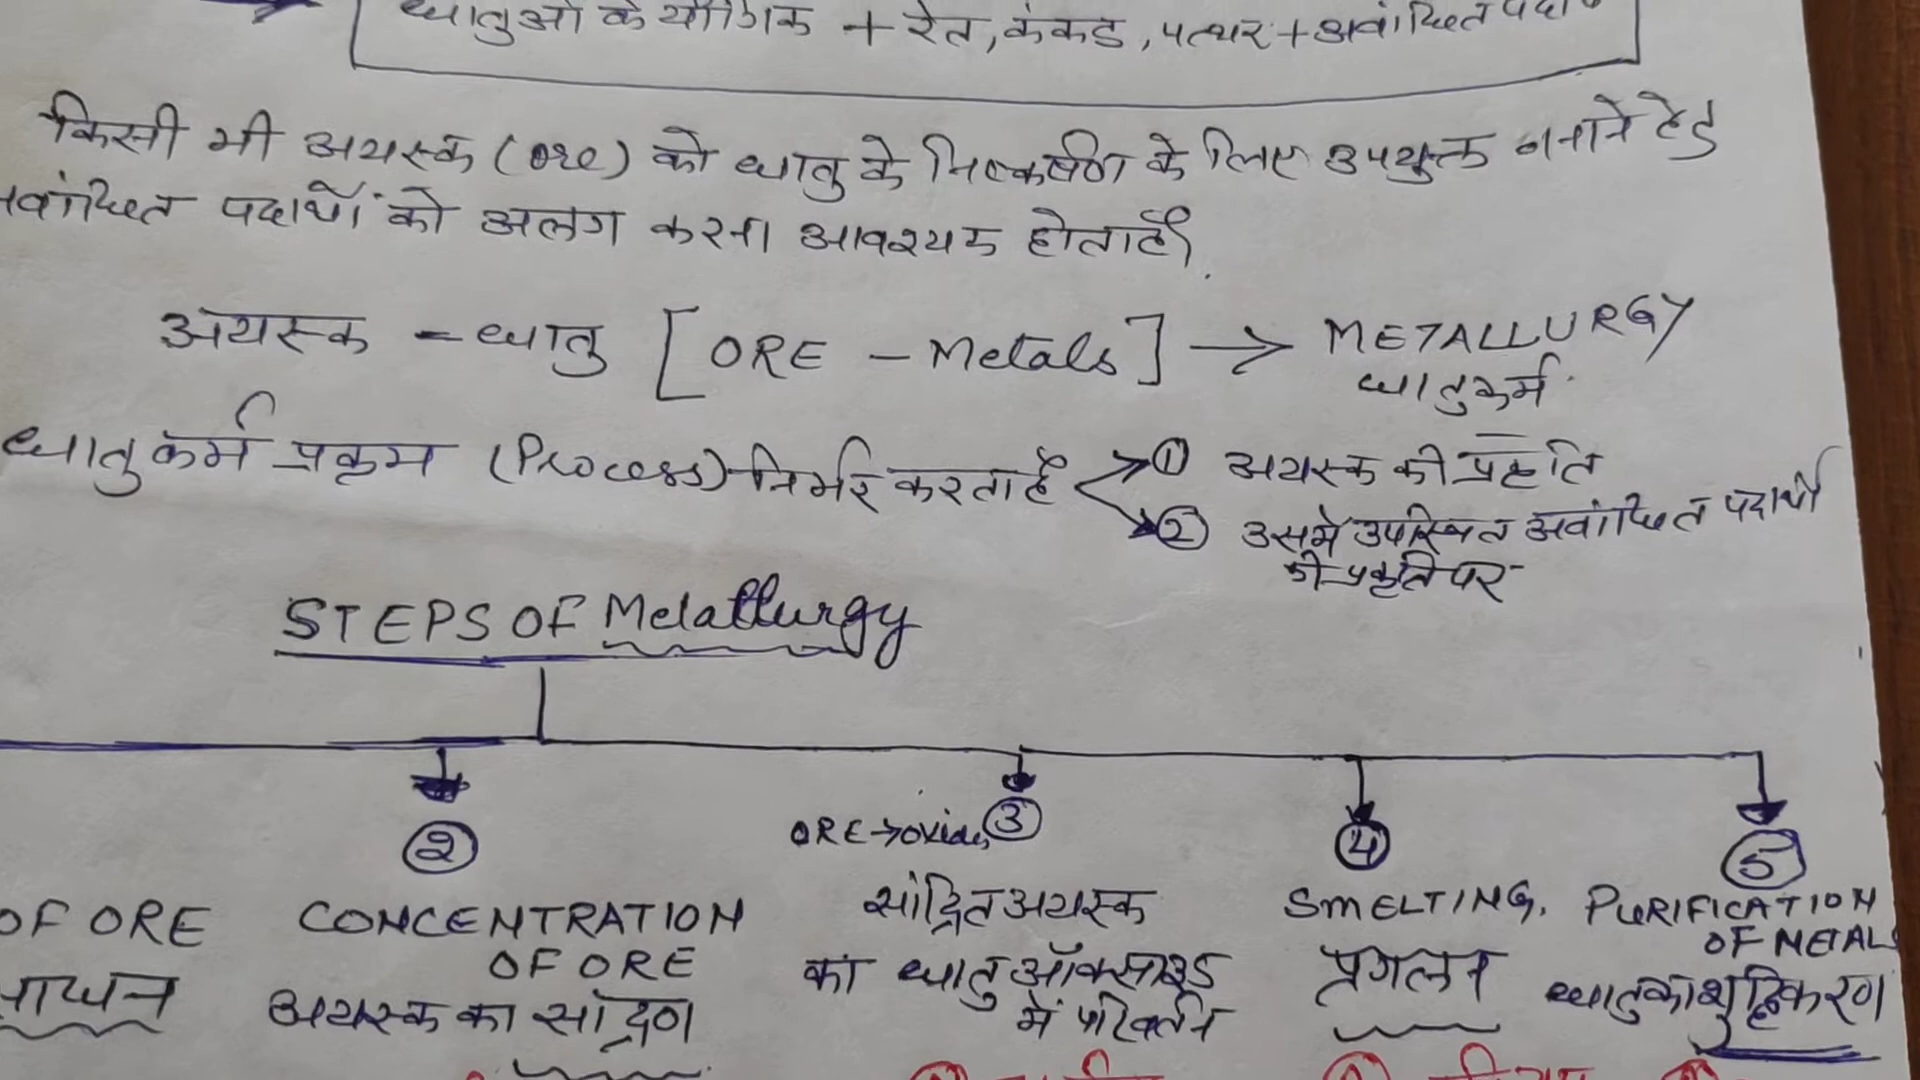 धातुओं के यौगिक + रेत, कंकड, पत्थर + अवांछित पदार्थ
किसी भी अयस्क (ore) को धातु के निष्कर्षण के लिए उपयुक्त बनाने हेतु
अवांछित पदार्थों को अलग करना आवश्यक होता है।
अयस्क - धातु [ORE - Metals] → METALLURGY
धातुकर्म
धातुकर्म प्रक्रम (Process) निर्भर करता है
① अयस्क की प्रकृति
② उसमें उपस्थित अवांछित पदार्थों
की प्रकृति पर
STEPS OF Metallurgy
②
ORE→oxide ③
④
⑤
OF ORE
CONCENTRATION
OF ORE
अयस्क का सांद्रण
सांद्रित अयस्क
का धातु ऑक्साइड
में परिवर्तन
SMELTING.
प्रगलन
PURIFICATION
OF METAL
धातु का शुद्धिकरण